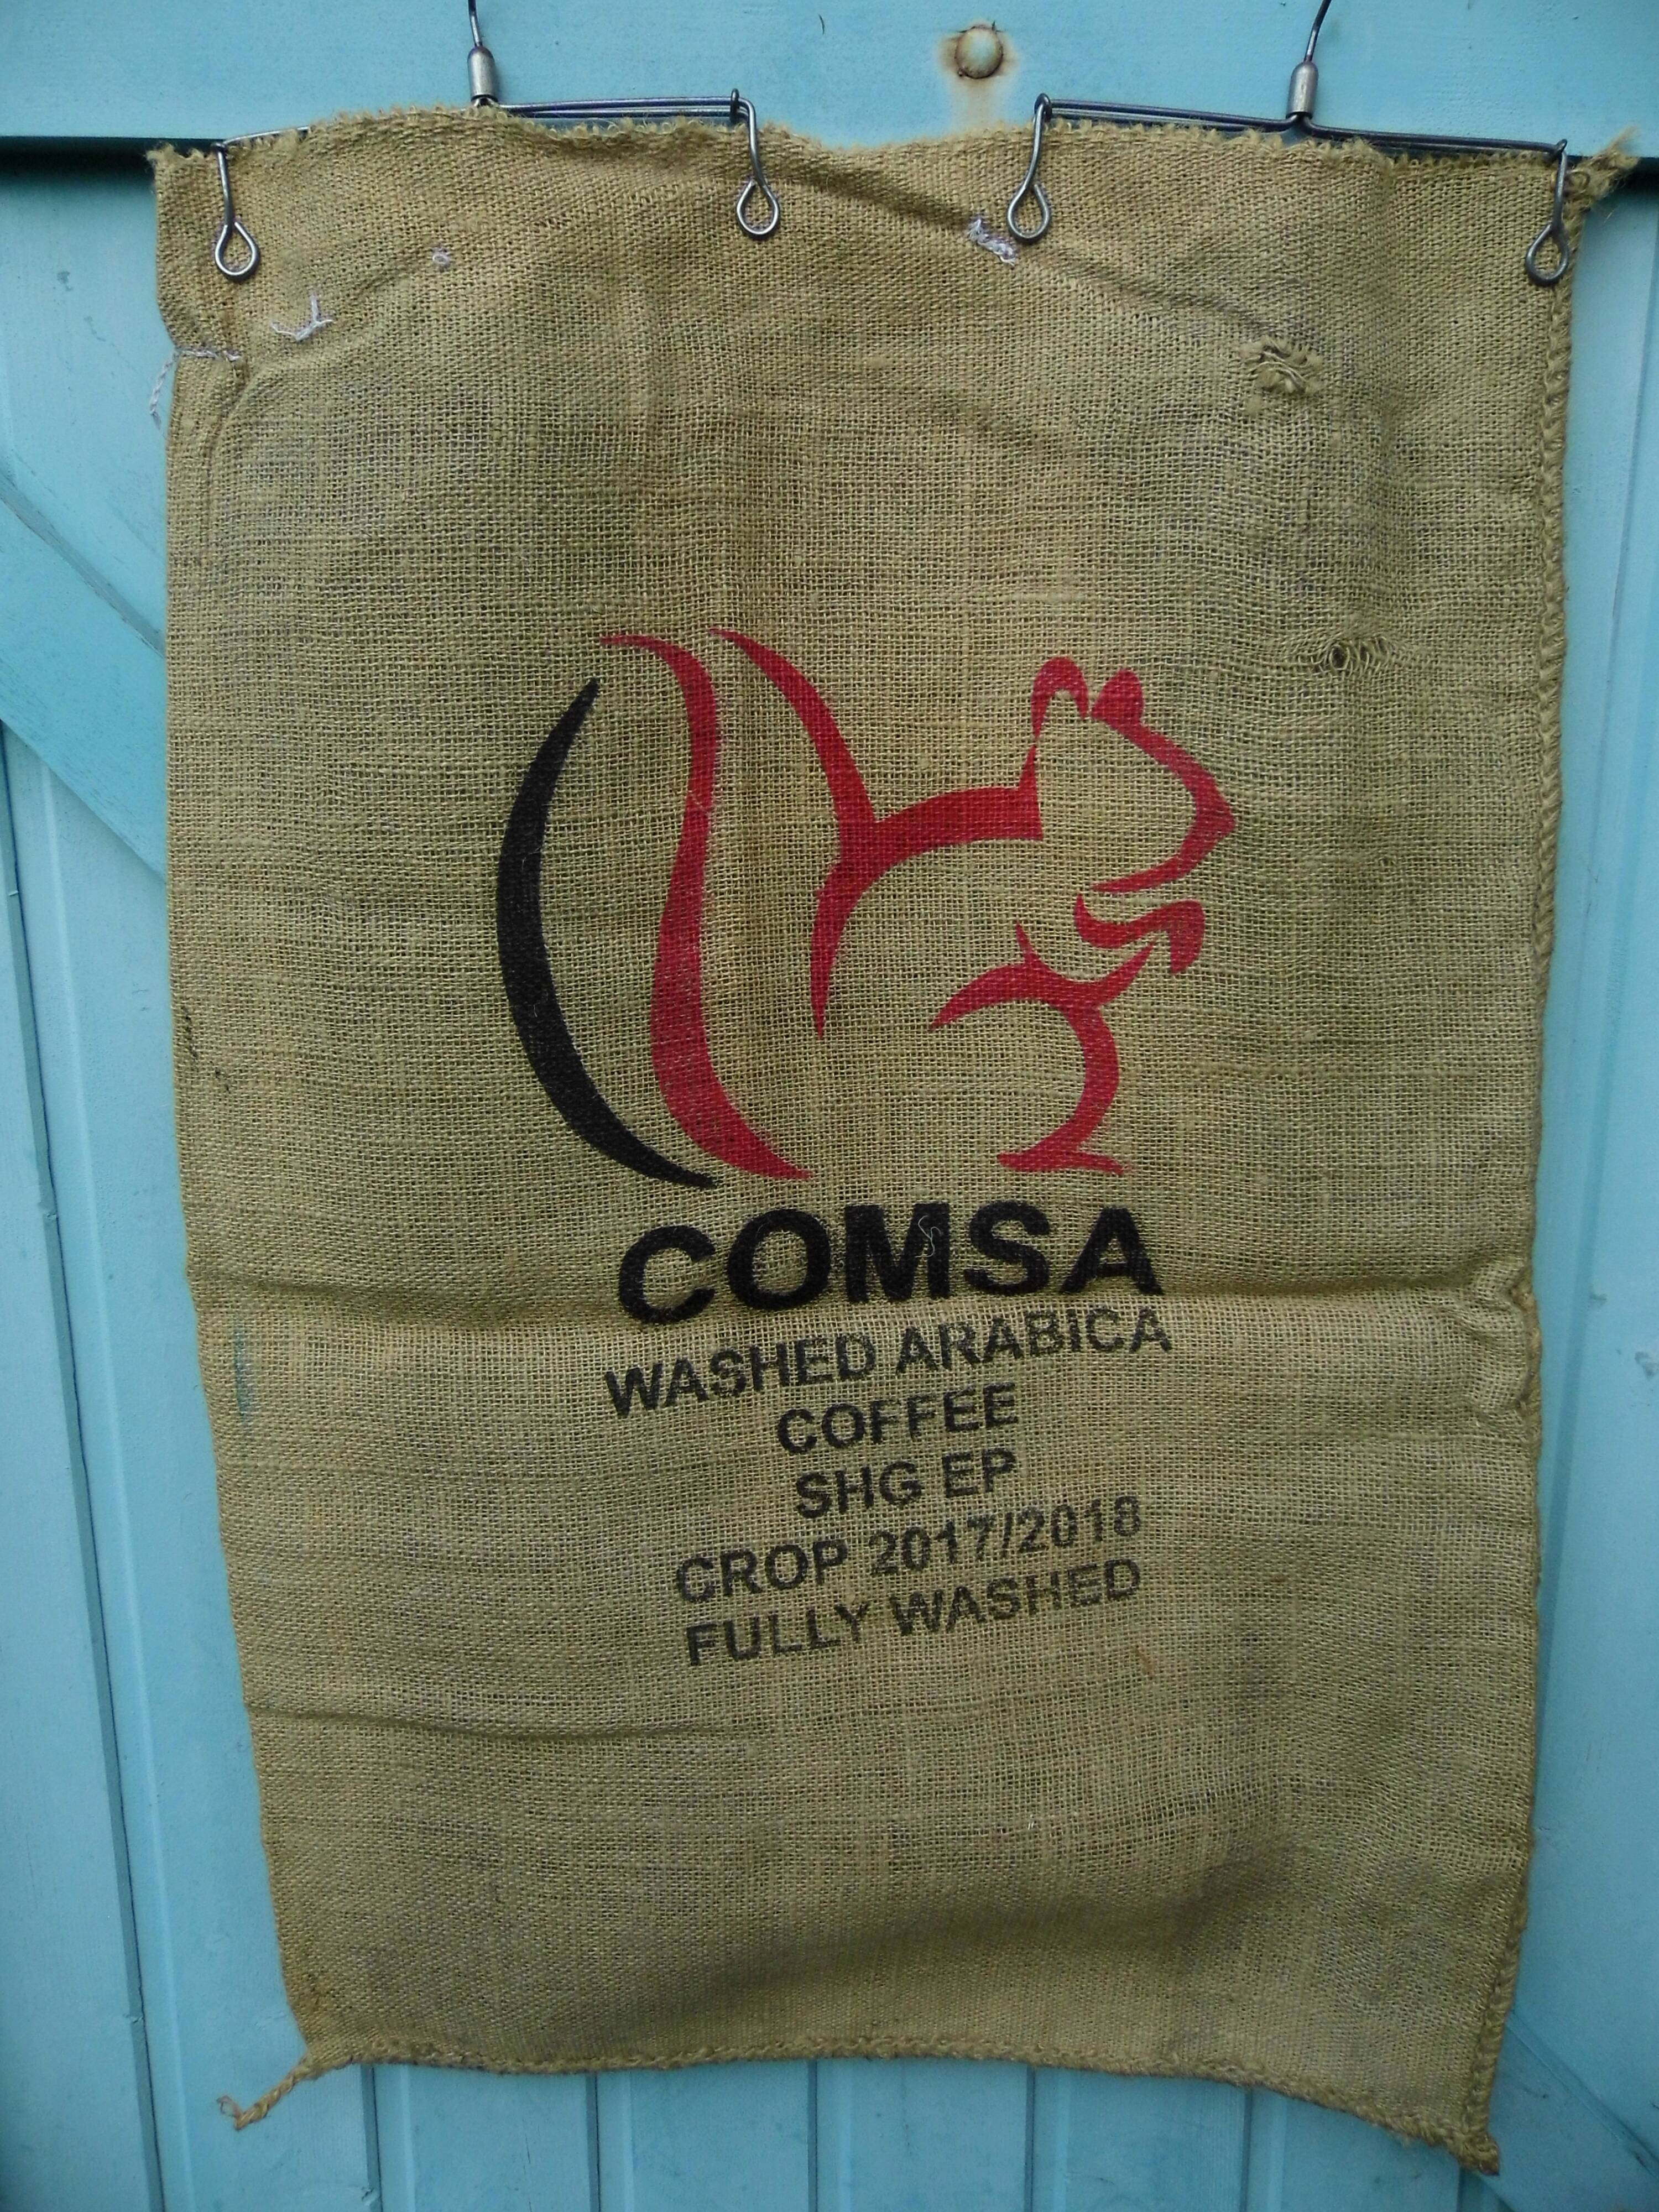 COMSA
WASHED ARABICA
COFFEE
SHG EP
CROP 2017/2018
FULLY WASHED